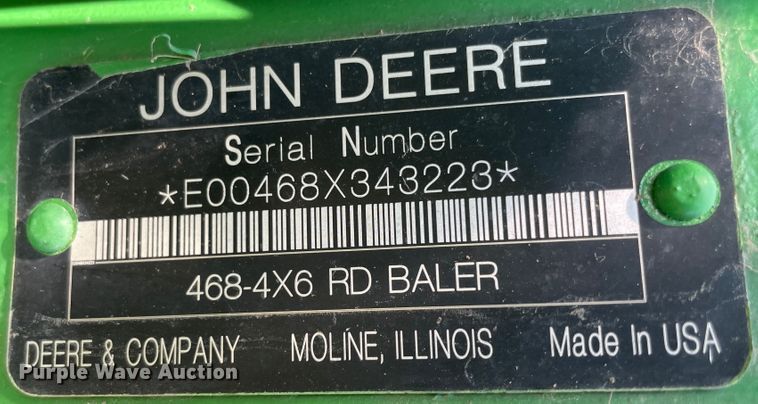 JOHN DEERE
Serial Number
*E00468X343223*
468-4X6 RD BALER
DEERE & COMPANY MOLINE, ILLINOIS Made In USA
Purple Wave Auction